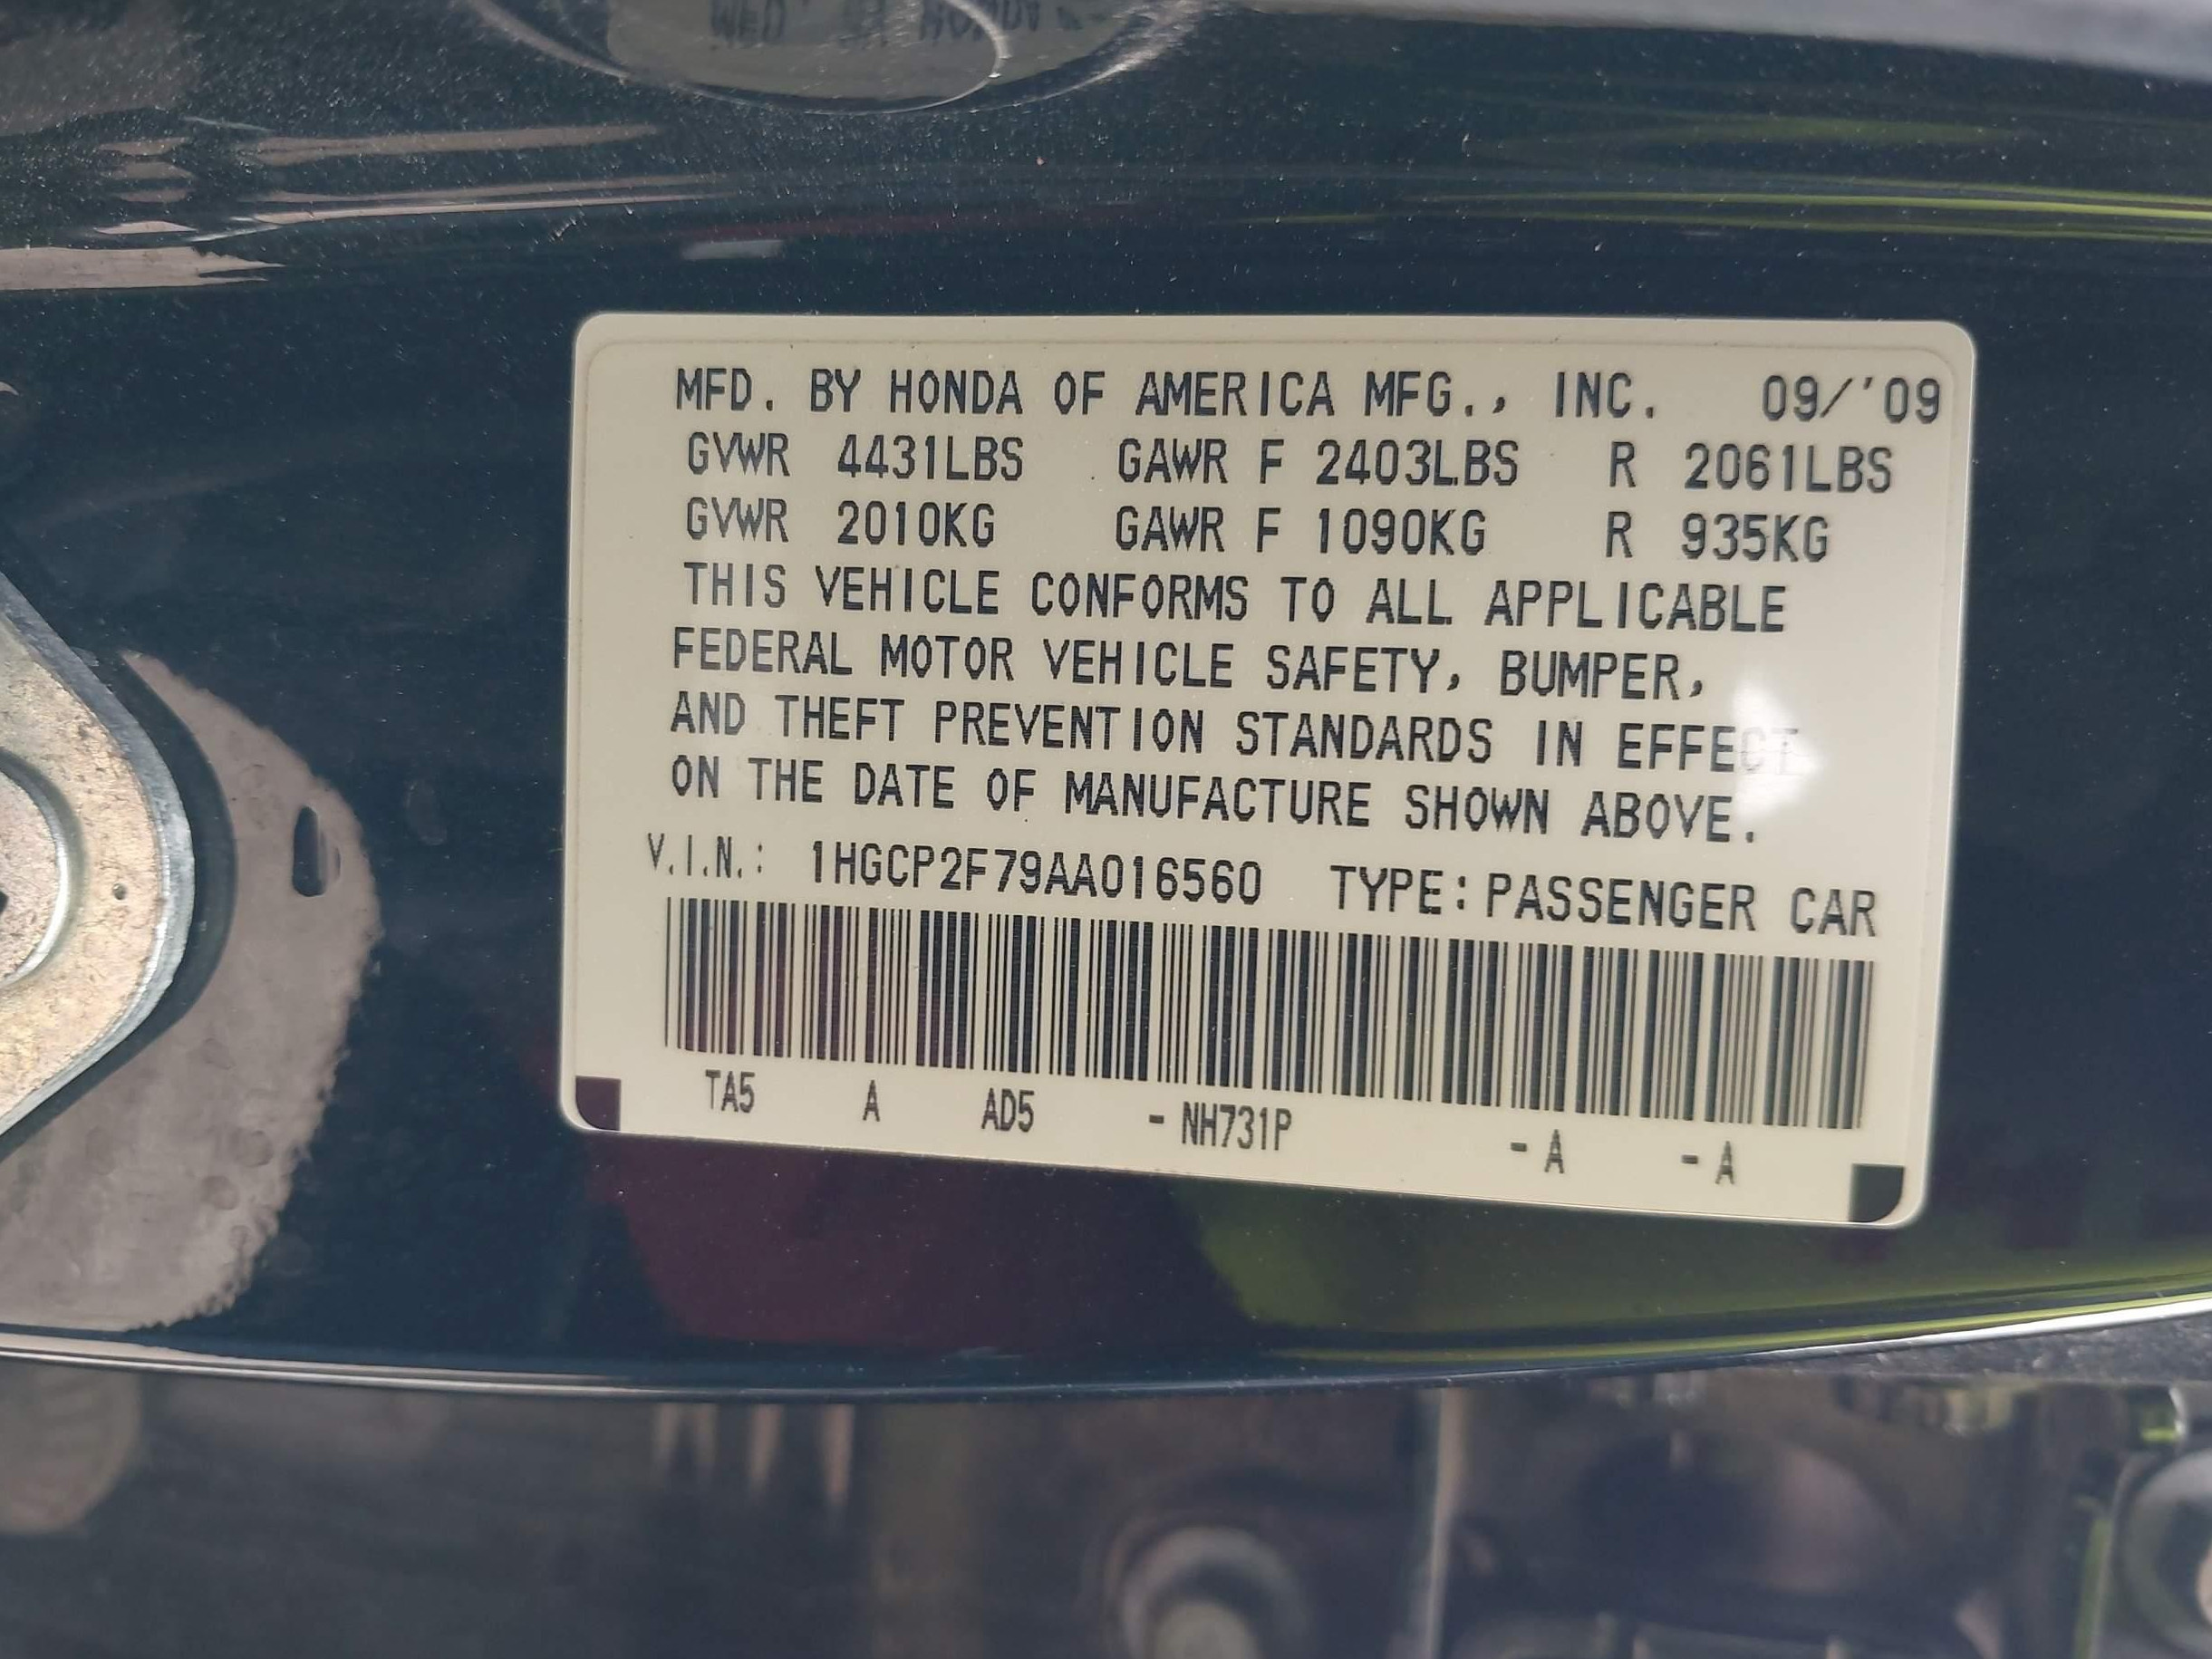 MFD. BY HONDA OF AMERICA MFG., INC. 09/'09
GVWR 4431LBS GAWR F 2403LBS R 2061LBS
GVWR 2010KG GAWR F 1090KG R 935KG
THIS VEHICLE CONFORMS TO ALL APPLICABLE
FEDERAL MOTOR VEHICLE SAFETY, BUMPER,
AND THEFT PREVENTION STANDARDS IN EFFECT
ON THE DATE OF MANUFACTURE SHOWN ABOVE.
V.I.N.: 1HGCP2F79AA016560 TYPE: PASSENGER CAR
TA5 A AD5 - NH731P - A - A